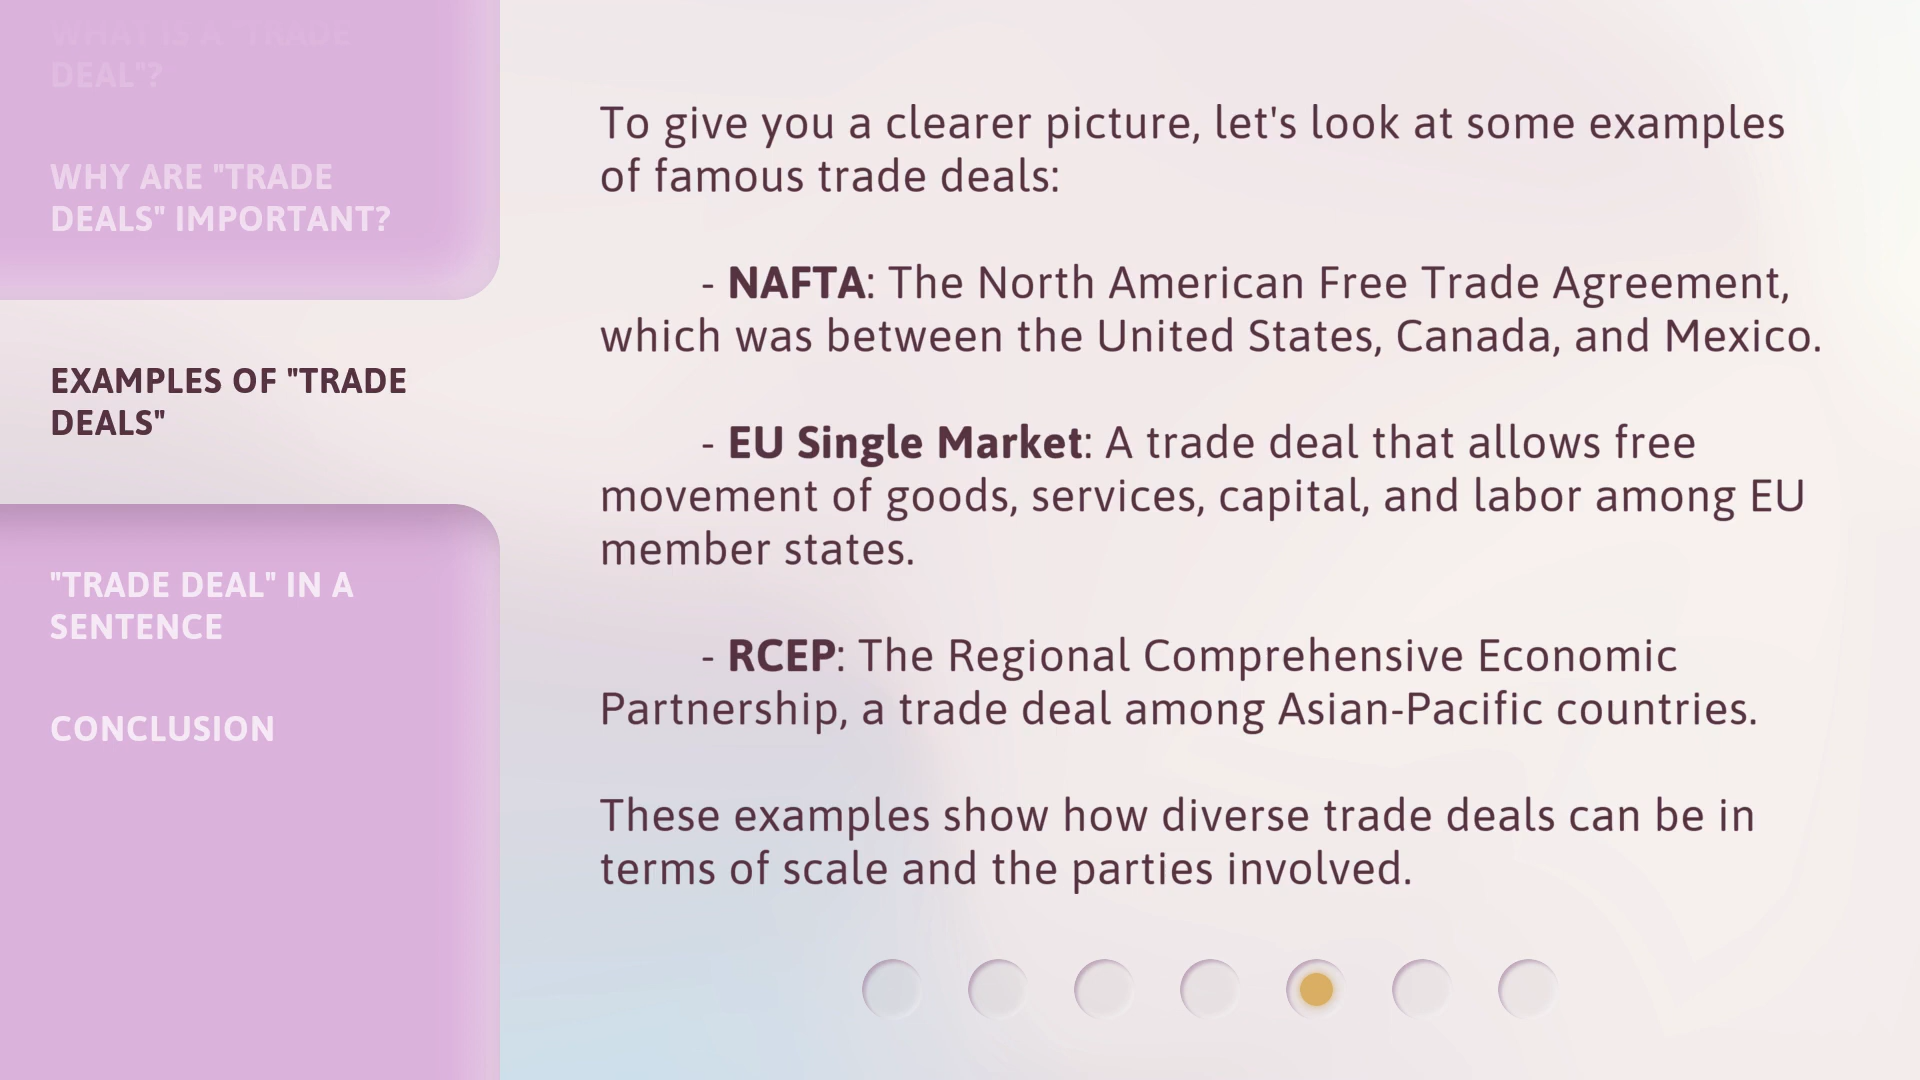 WHAT IS A "TRADE
DEAL"?
WHY ARE "TRADE
DEALS" IMPORTANT?
EXAMPLES OF "TRADE
DEALS"
"TRADE DEAL" IN A
SENTENCE
CONCLUSION
To give you a clearer picture, let's look at some examples
of famous trade deals:
- NAFTA: The North American Free Trade Agreement,
which was between the United States, Canada, and Mexico.
- EU Single Market: A trade deal that allows free
movement of goods, services, capital, and labor among EU
member states.
- RCEP: The Regional Comprehensive Economic
Partnership, a trade deal among Asian-Pacific countries.
These examples show how diverse trade deals can be in
terms of scale and the parties involved.